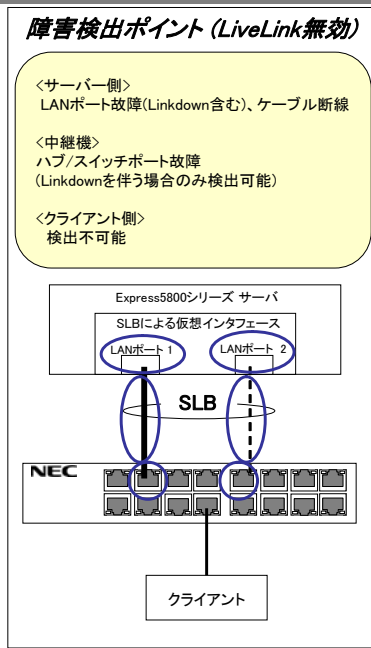 障害検出ポイント(LiveLink無効)
<サーバー側>
LANポート故障(Linkdown含む)、ケーブル断線
<中継機>
ハブ/スイッチポート故障
(Linkdownを伴う場合のみ検出可能)
<クライアント側>
検出不可能
Express5800シリーズ サーバ
SLBによる仮想インタフェース
LANポート 1
LANポート 2
SLB
NEC
クライアント